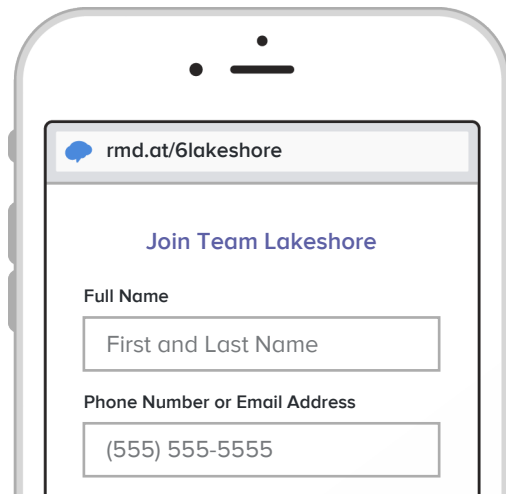 rmd.at/6lakeshore
Join Team Lakeshore
Full Name
First and Last Name
Phone Number or Email Address
(555) 555-5555